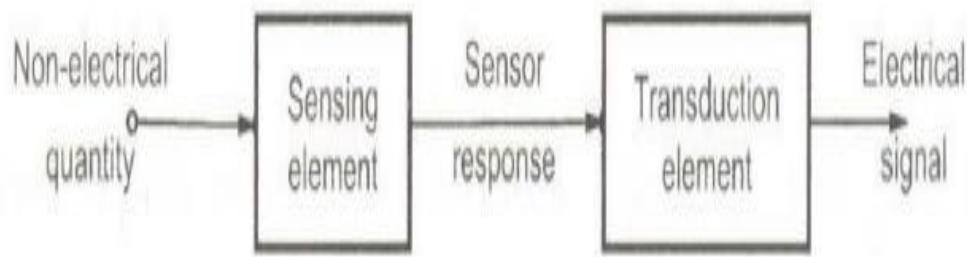 Non-electrical
quantity
Sensing
element
Sensor
response
Transduction
element
Electrical
signal